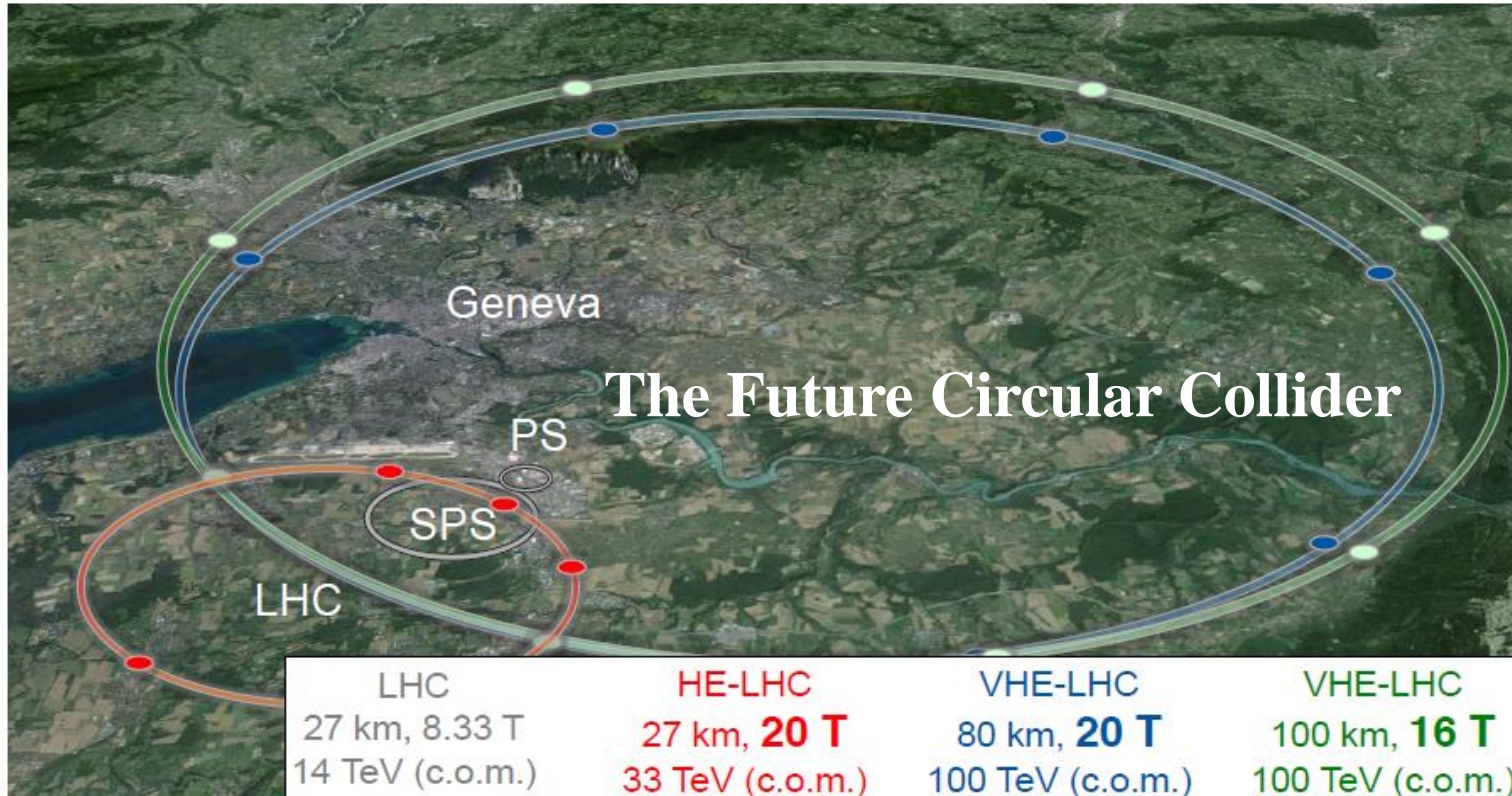 Geneva
The Future Circular Collider
PS
SPS
LHC
LHC
27 km, 8.33 T
14 TeV (c.o.m.)
HE-LHC
27 km, 20 T
33 TeV (c.o.m.)
VHE-LHC
80 km, 20 T
100 TeV (c.o.m.)
VHE-LHC
100 km, 16 T
100 TeV (c.o.m.)